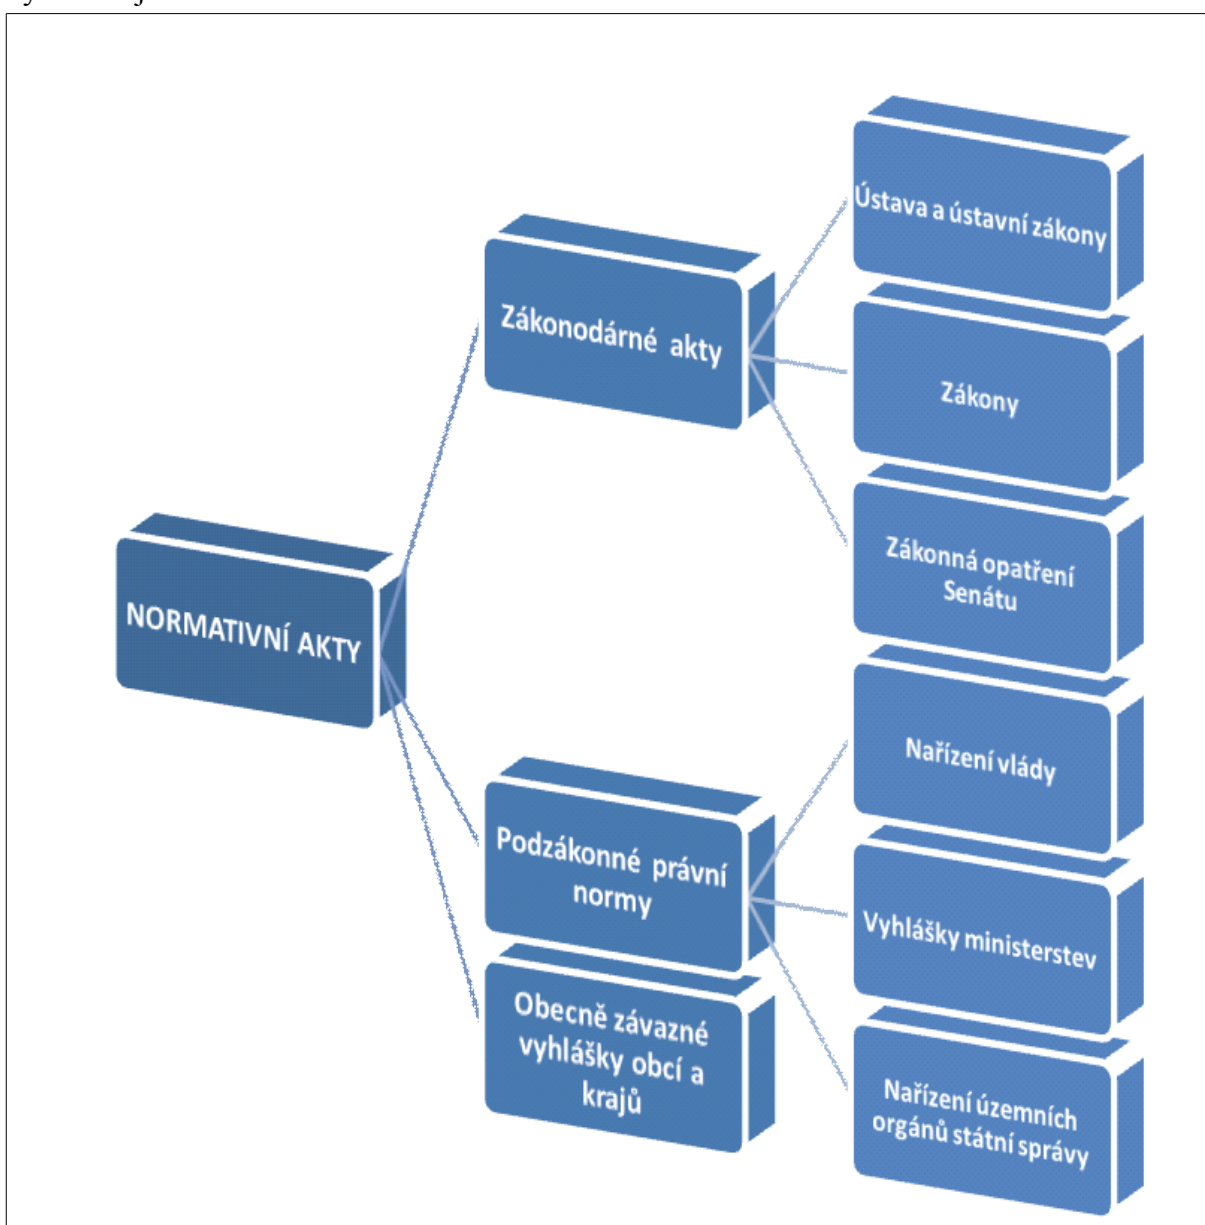 Ústava a ústavní zákony
Zákonodárné akty
Zákony
Zákonná opatření
Senátu
NORMATIVNÍ AKTY
Nařízení vlády
Podzákonné právní
normy
Vyhlášky ministerstev
Obecně závazné
vyhlášky obcí a
krajů
Nařízení územních
orgánů státní správy